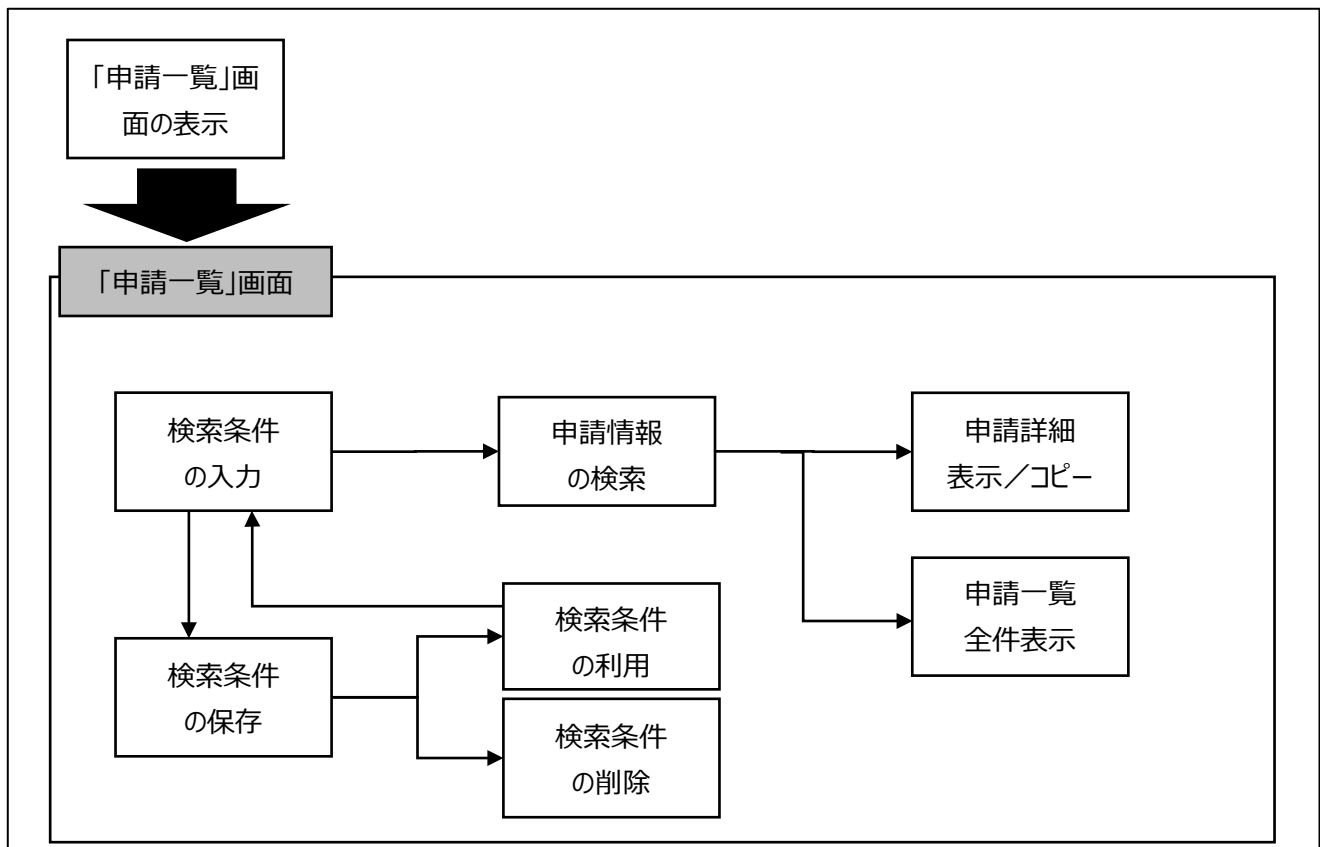 「申請一覧」画
面の表示
「申請一覧」画面
検索条件
の入力
申請情報
の検索
申請詳細
表示／コピー
検索条件
の保存
検索条件
の利用
検索条件
の削除
申請一覧
全件表示